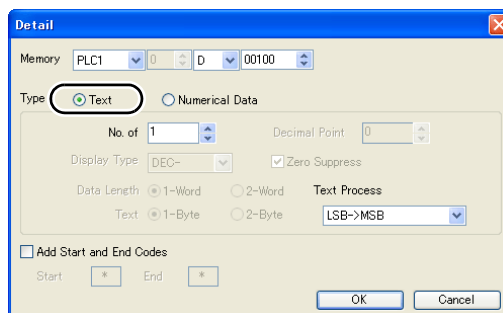 Detail
Memory PLC1 0 D 00100
Type Text Numerical Data
No. of 1 Decimal Point 0
Display Type DEC- Zero Suppress
Data Length 1-Word 2-Word Text Process
Text 1-Byte 2-Byte LSB->MSB
Add Start and End Codes
Start * End *
OK Cancel